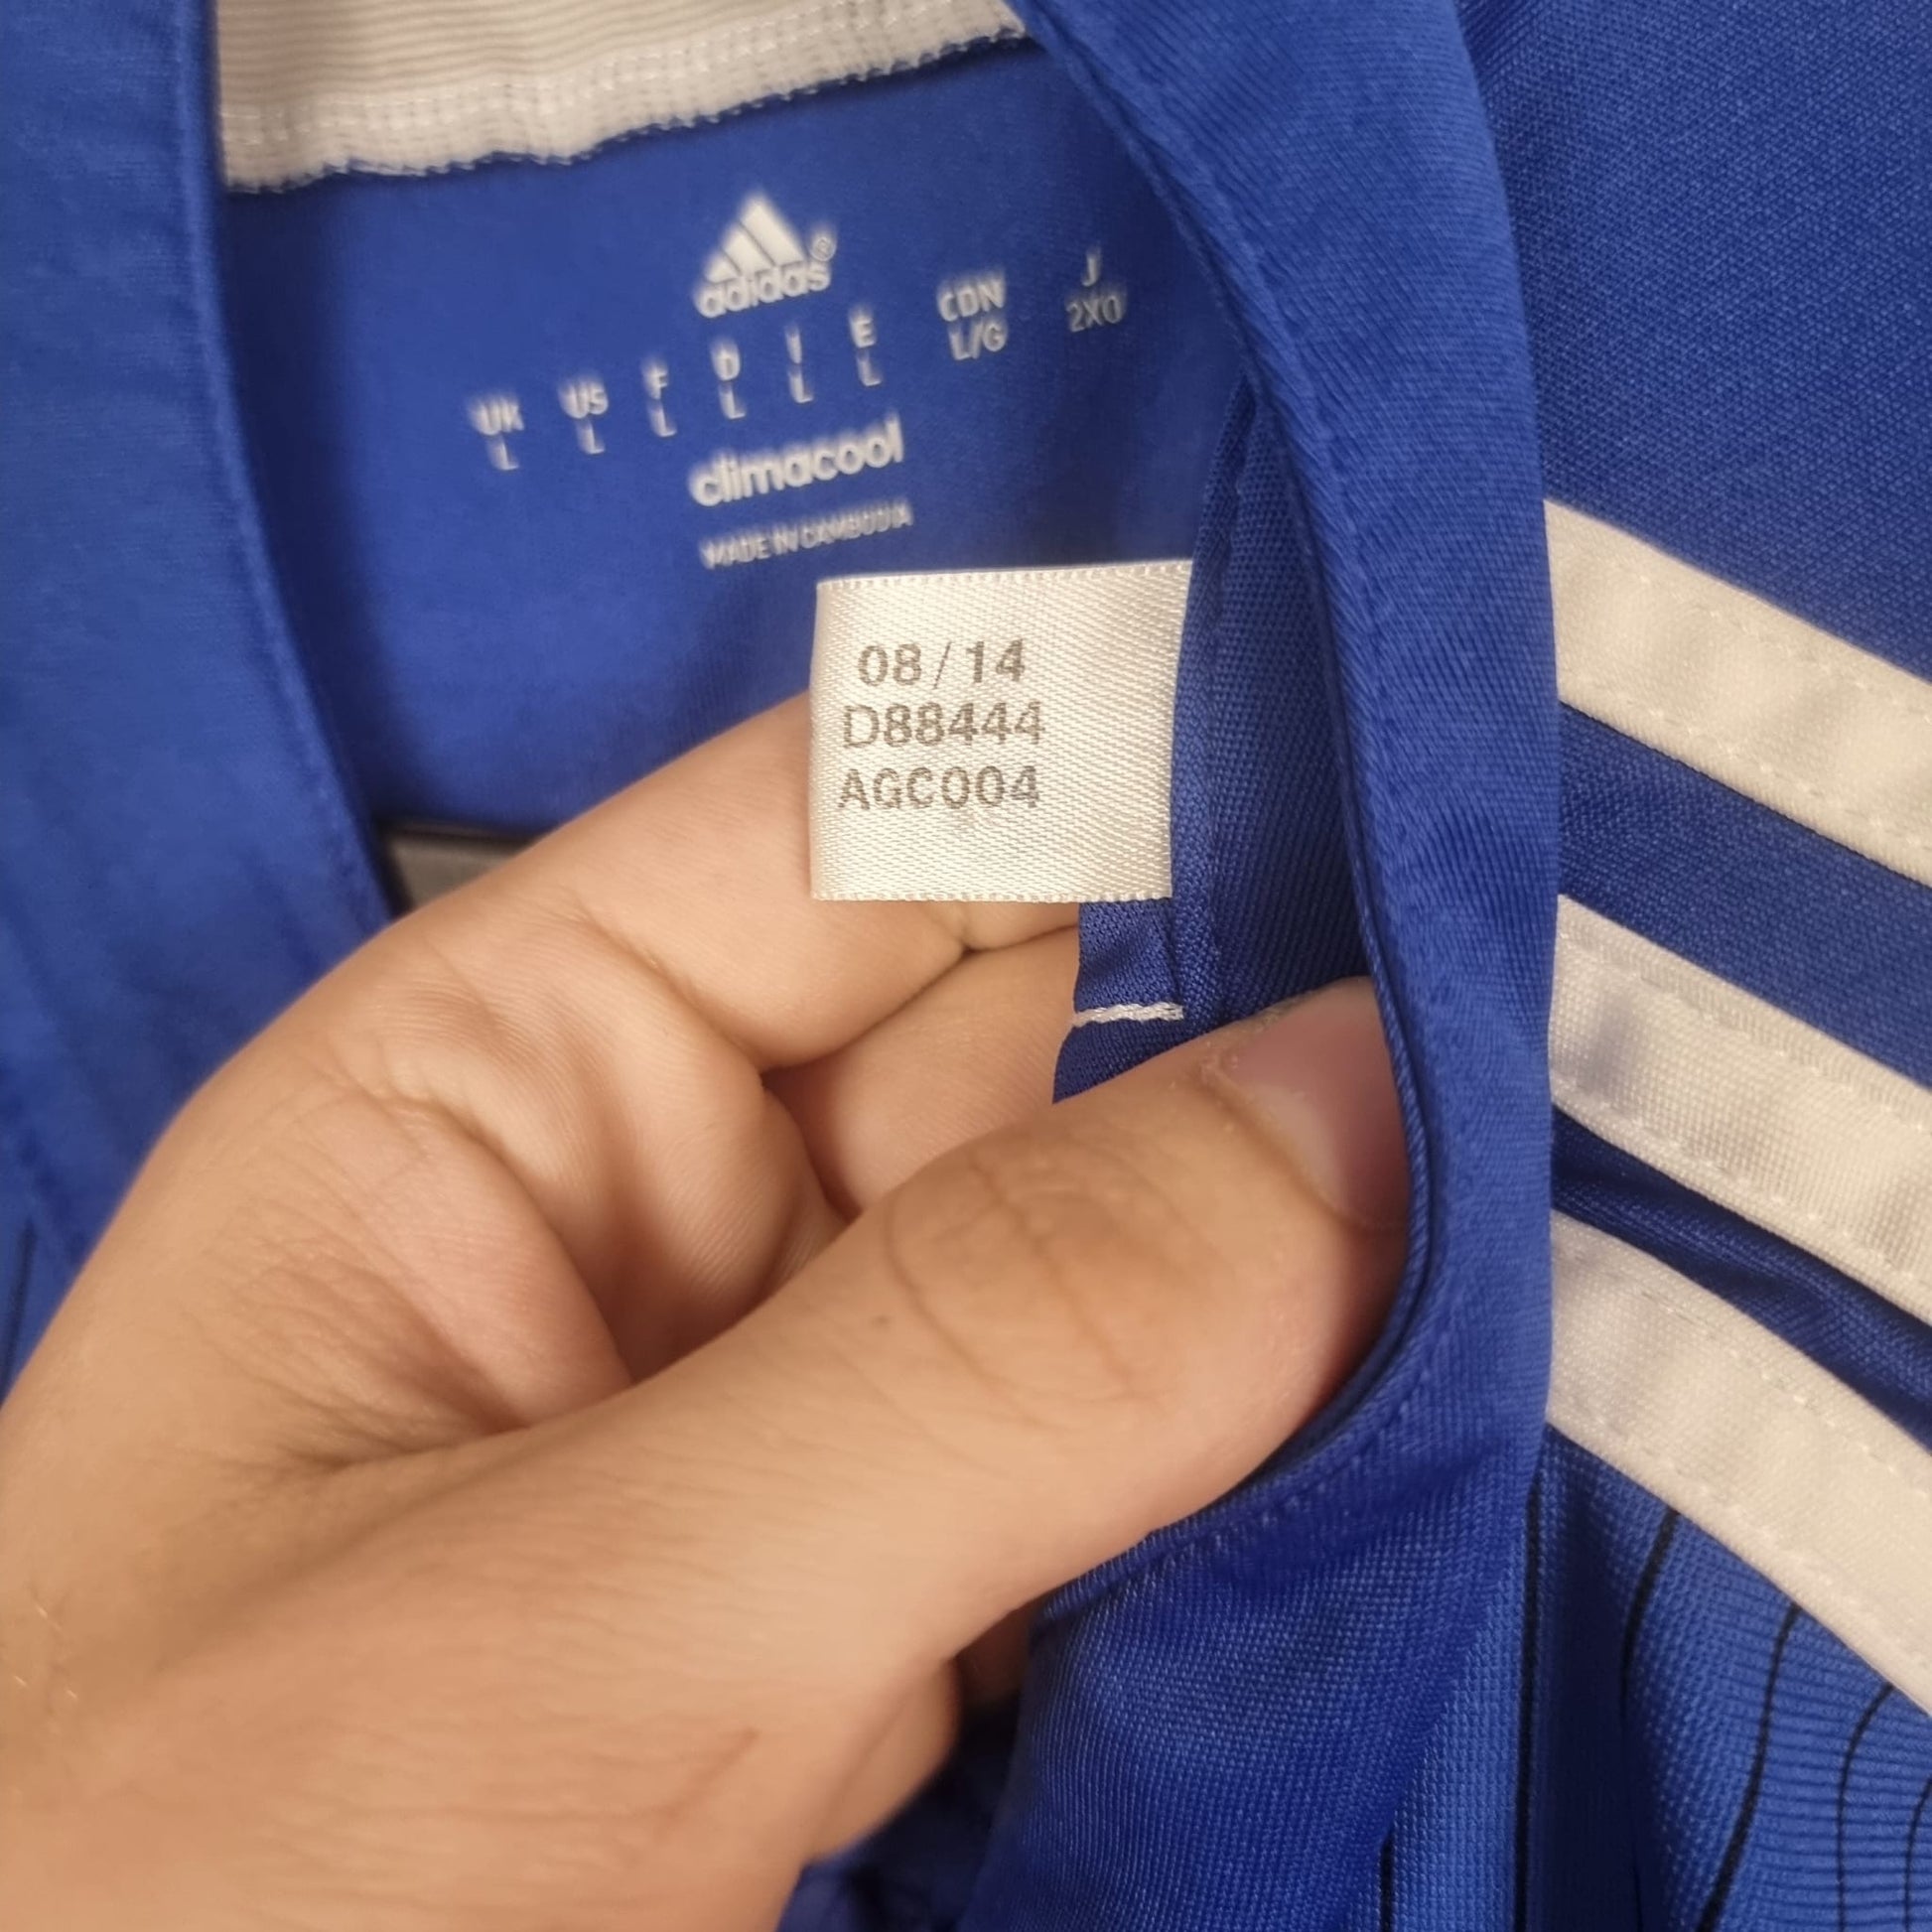 adidas®
UK US F D I E CDN J
L L L L L L L/G 2XO
climacool
MADE IN CAMBODIA
08/14
D88444
AGC004